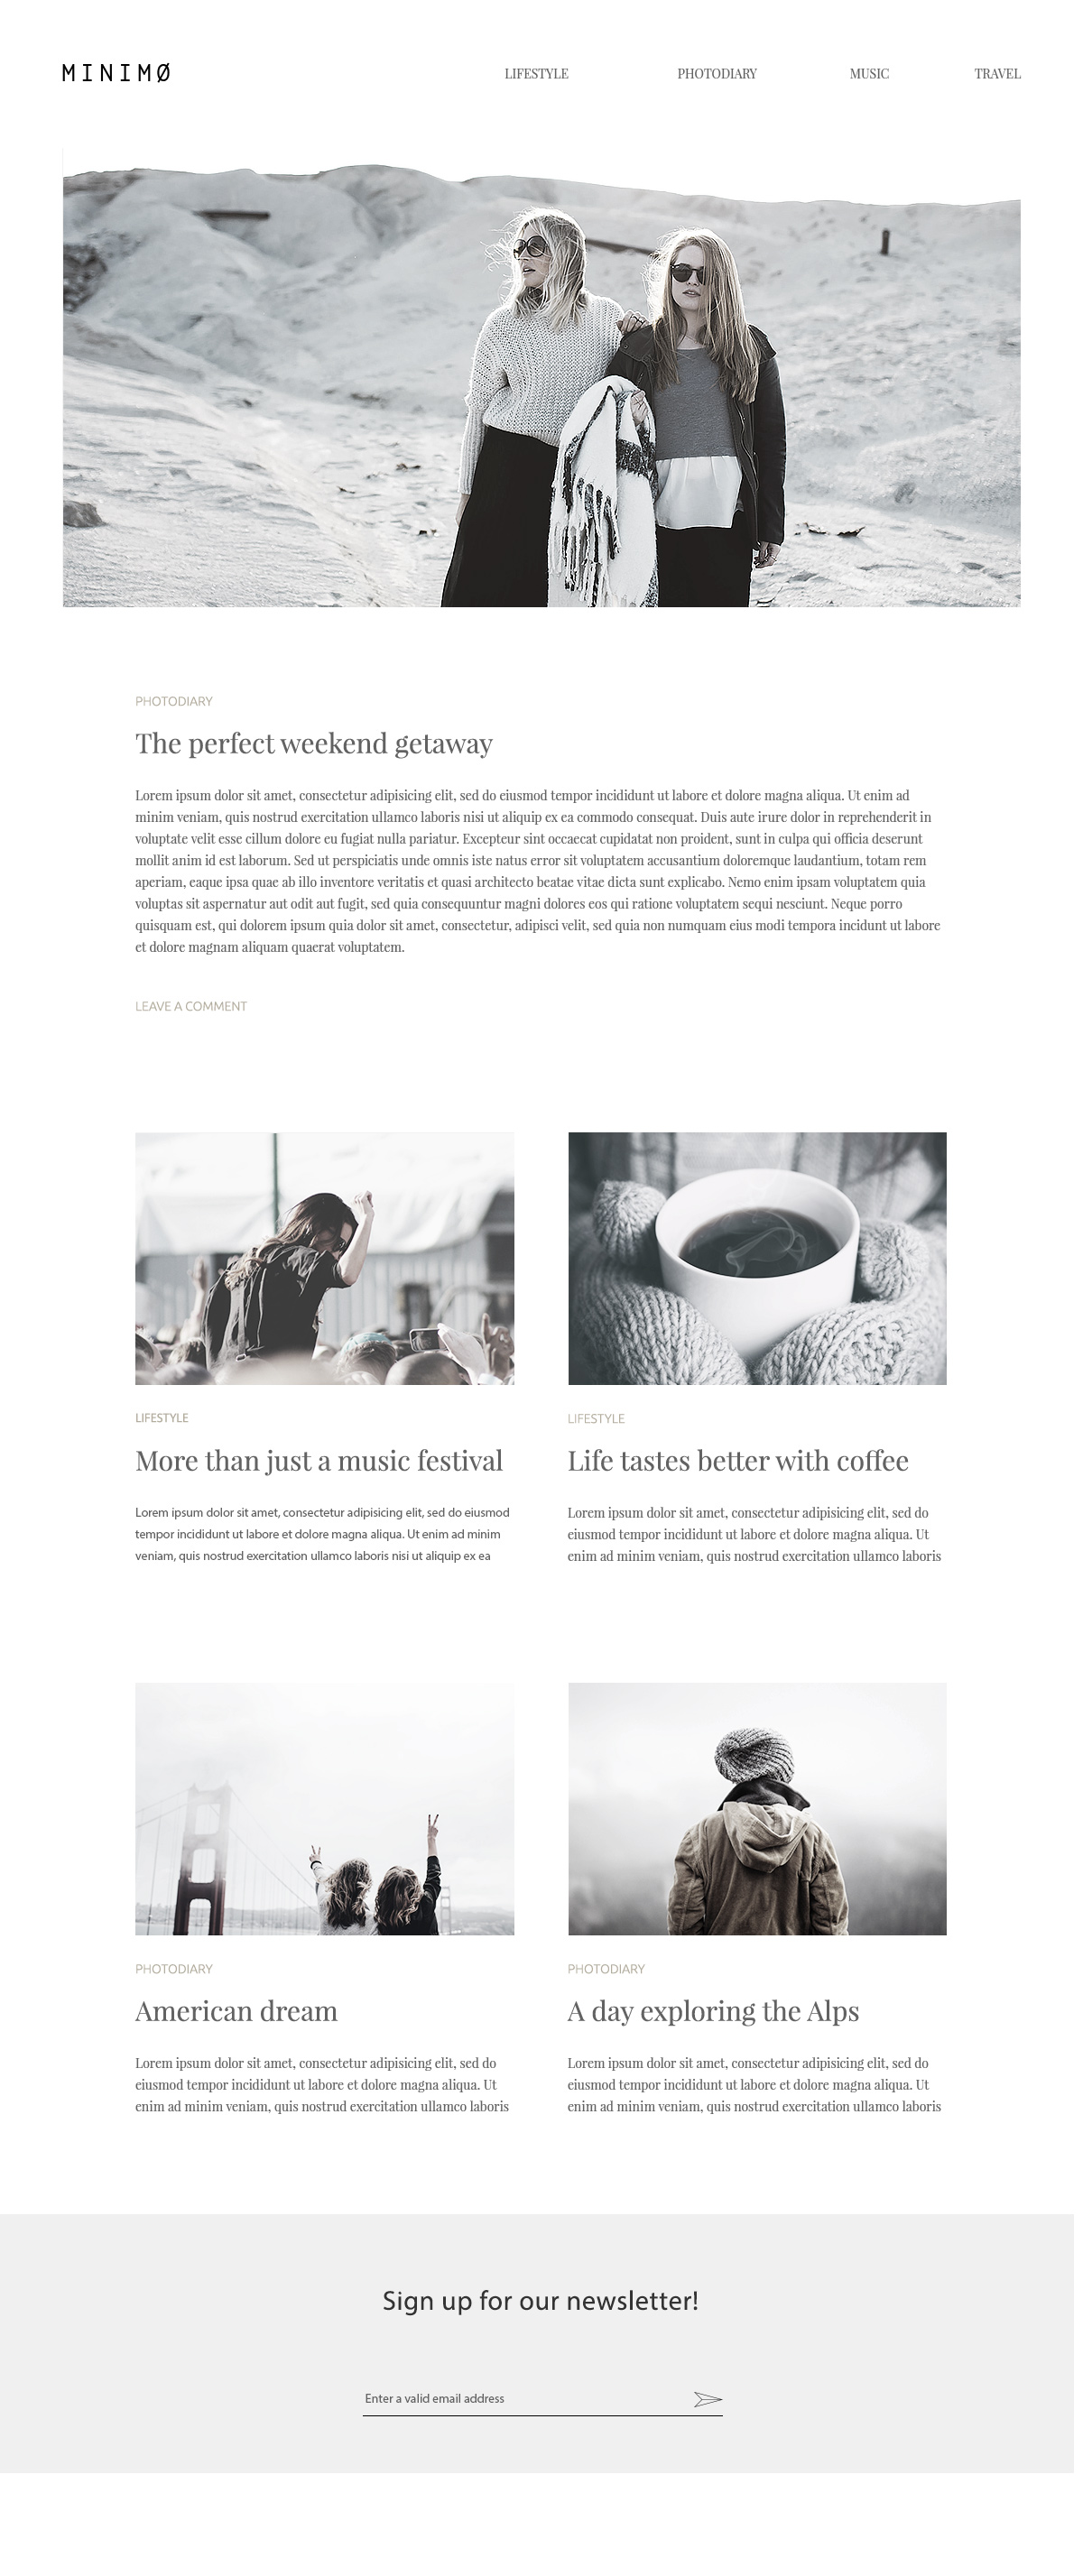 MINIMØ
LIFESTYLE PHOTODIARY MUSIC TRAVEL
PHOTODIARY
The perfect weekend getaway
Lorem ipsum dolor sit amet, consectetur adipisicing elit, sed do eiusmod tempor incididunt ut labore et dolore magna aliqua. Ut enim ad
minim veniam, quis nostrud exercitation ullamco laboris nisi ut aliquip ex ea commodo consequat. Duis aute irure dolor in reprehenderit in
voluptate velit esse cillum dolore eu fugiat nulla pariatur. Excepteur sint occaecat cupidatat non proident, sunt in culpa qui officia deserunt
mollit anim id est laborum. Sed ut perspiciatis unde omnis iste natus error sit voluptatem accusantium doloremque laudantium, totam rem
aperiam, eaque ipsa quae ab illo inventore veritatis et quasi architecto beatae vitae dicta sunt explicabo. Nemo enim ipsam voluptatem quia
voluptas sit aspernatur aut odit aut fugit, sed quia consequuntur magni dolores eos qui ratione voluptatem sequi nesciunt. Neque porro
quisquam est, qui dolorem ipsum quia dolor sit amet, consectetur, adipisci velit, sed quia non numquam eius modi tempora incidunt ut labore
et dolore magnam aliquam quaerat voluptatem.
LEAVE A COMMENT
LIFESTYLE
More than just a music festival
Lorem ipsum dolor sit amet, consectetur adipisicing elit, sed do eiusmod
tempor incididunt ut labore et dolore magna aliqua. Ut enim ad minim
veniam, quis nostrud exercitation ullamco laboris nisi ut aliquip ex ea
LIFESTYLE
Life tastes better with coffee
Lorem ipsum dolor sit amet, consectetur adipisicing elit, sed do
eiusmod tempor incididunt ut labore et dolore magna aliqua. Ut
enim ad minim veniam, quis nostrud exercitation ullamco laboris
PHOTODIARY
American dream
Lorem ipsum dolor sit amet, consectetur adipisicing elit, sed do
eiusmod tempor incididunt ut labore et dolore magna aliqua. Ut
enim ad minim veniam, quis nostrud exercitation ullamco laboris
PHOTODIARY
A day exploring the Alps
Lorem ipsum dolor sit amet, consectetur adipisicing elit, sed do
eiusmod tempor incididunt ut labore et dolore magna aliqua. Ut
enim ad minim veniam, quis nostrud exercitation ullamco laboris
Sign up for our newsletter!
Enter a valid email address